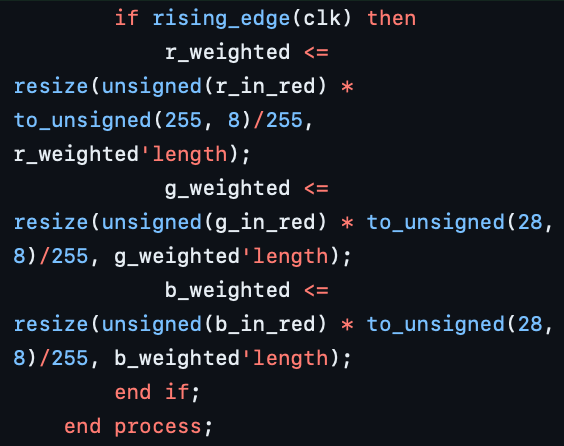 if rising_edge(clk) then
r_weighted <=
resize(unsigned(r_in_red) *
to_unsigned(255, 8)/255,
r_weighted'length);
g_weighted <=
resize(unsigned(g_in_red) * to_unsigned(28,
8)/255, g_weighted'length);
b_weighted <=
resize(unsigned(b_in_red) * to_unsigned(28,
8)/255, b_weighted'length);
end if;
end process;